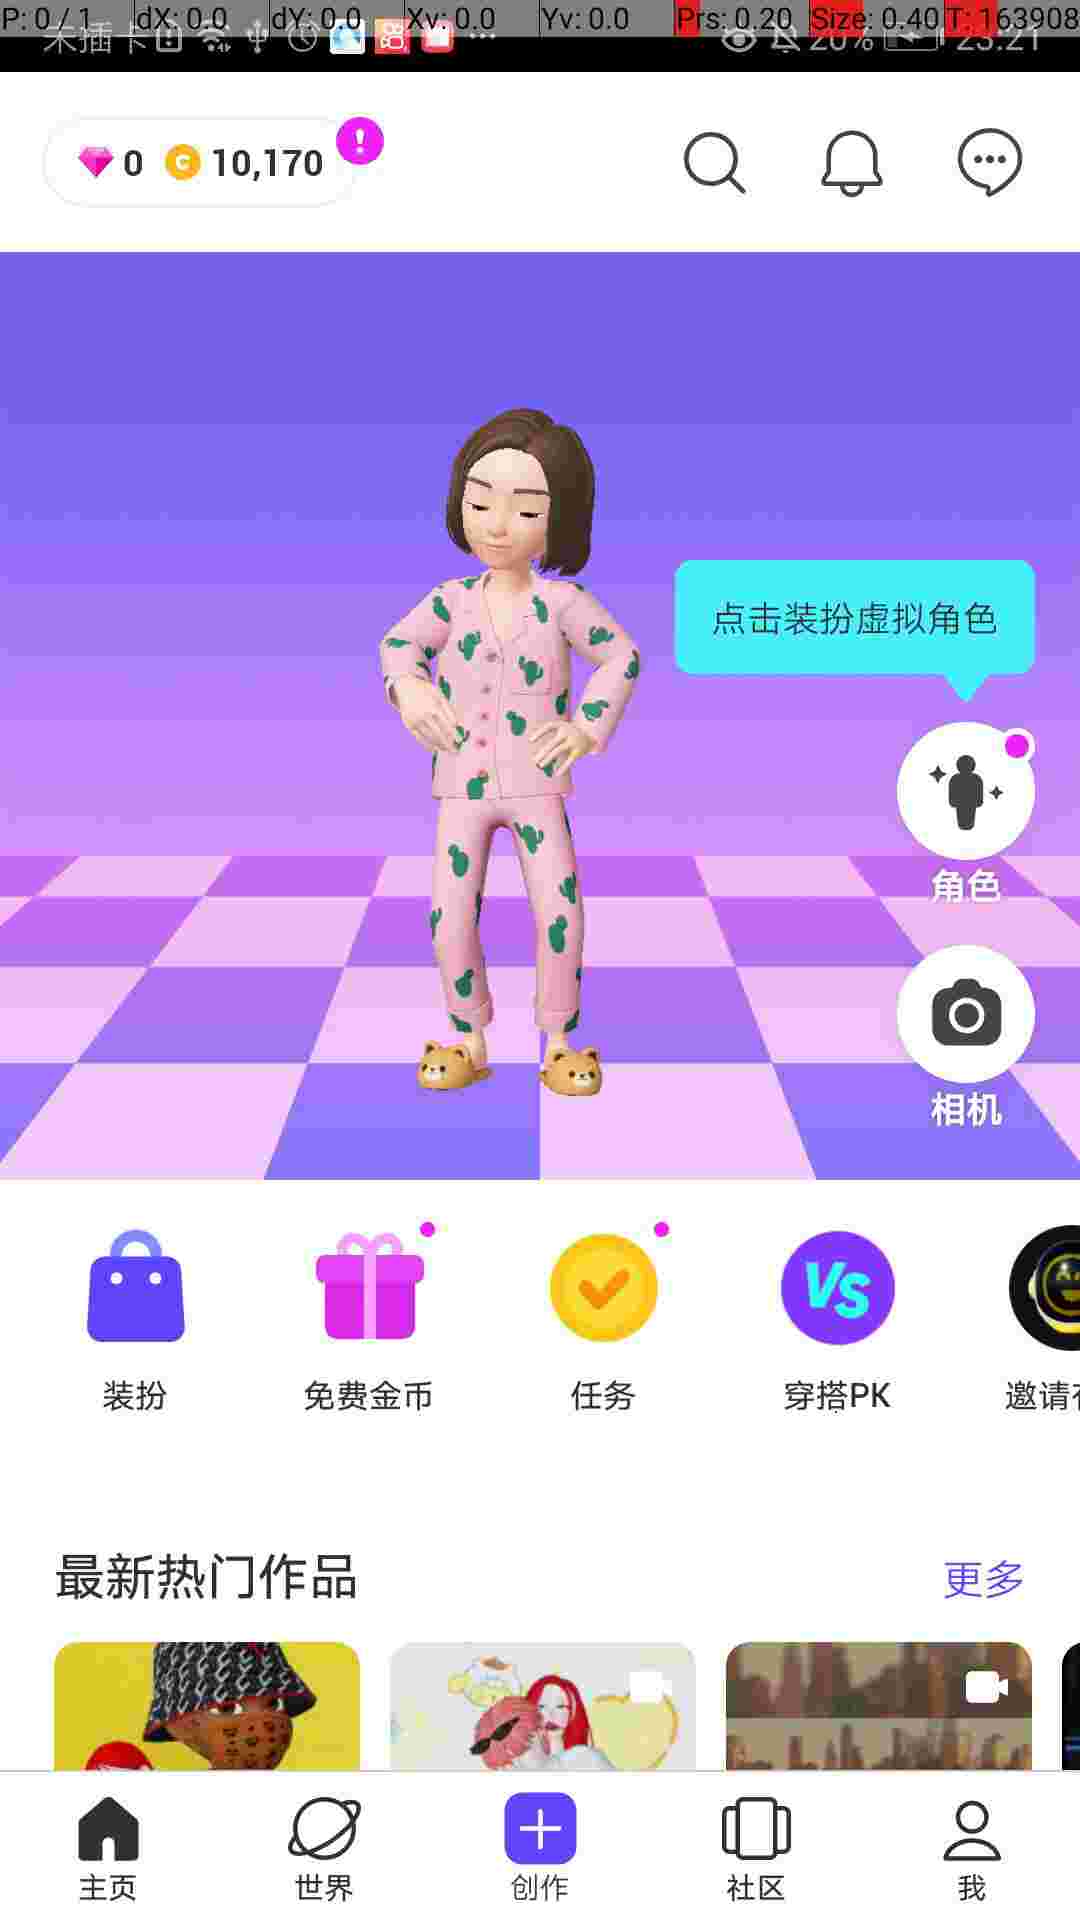 P: 0 / 1 dX: 0.0 dY: 0.0 Xv: 0.0 Yv: 0.0 Prs: 0.20 Size: 0.40 T: 163908
未插卡 20% 23:21
0 C 10,170 !
点击装扮虚拟角色
角色
相机
VS
装扮 免费金币 任务 穿搭PK 邀请
最新热门作品 更多
主页 世界 创作 社区 我